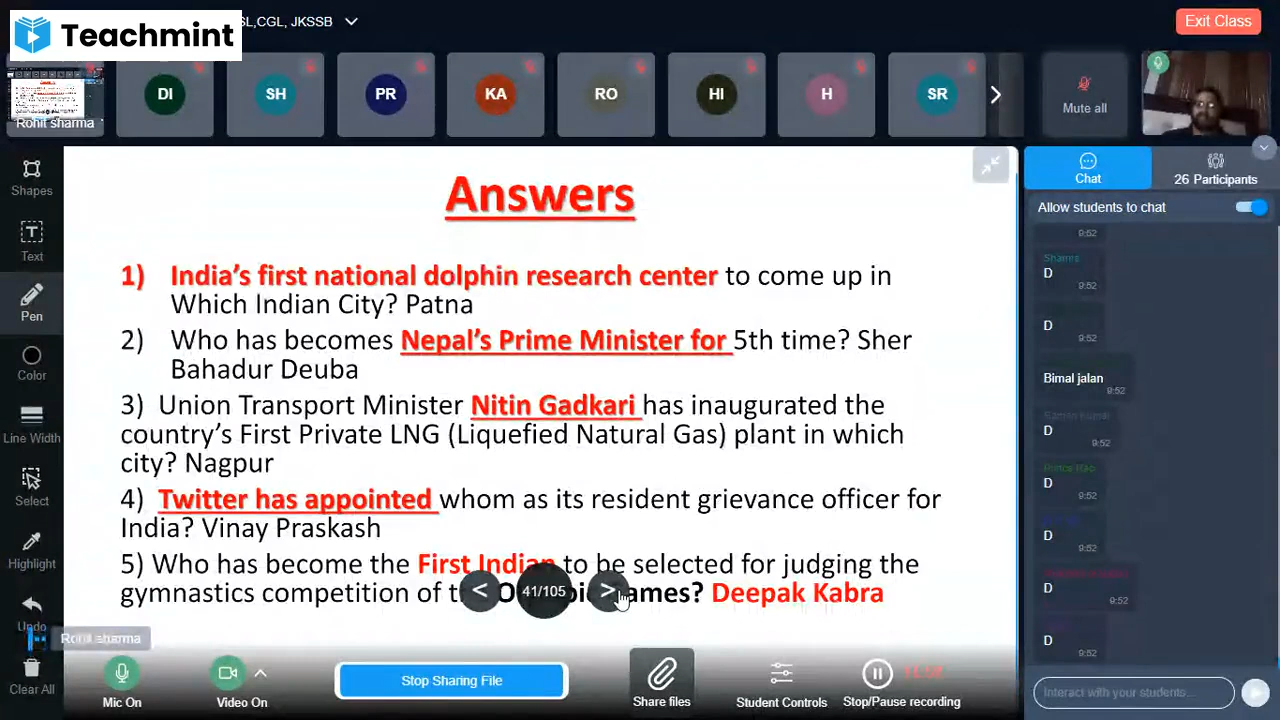 Teachmint
SL,CGL, JKSSB
Exit Class
Rohit sharma
DI
SH
PR
KA
RO
HI
H
SR
Mute all
Shapes
Text
Pen
Color
Line Width
Select
Highlight
Undo
Clear All
Answers
1) India's first national dolphin research center to come up in
Which Indian City? Patna
2) Who has becomes Nepal's Prime Minister for 5th time? Sher
Bahadur Deuba
3) Union Transport Minister Nitin Gadkari has inaugurated the
country's First Private LNG (Liquefied Natural Gas) plant in which
city? Nagpur
4) Twitter has appointed whom as its resident grievance officer for
India? Vinay Praskash
5) Who has become the First Indian to be selected for judging the
gymnastics competition of Games? Deepak Kabra
< 41/105 >
Rohit sharma
Mic On
Video On
Stop Sharing File
Share files
Student Controls
Stop/Pause recording
Chat
26 Participants
Allow students to chat
9:52
Sharms
D
9:52
D
9:52
Bimal jalan
9:52
D
9:52
D
9:52
D
9:52
D
9:52
D
9:52
Interact with your students...